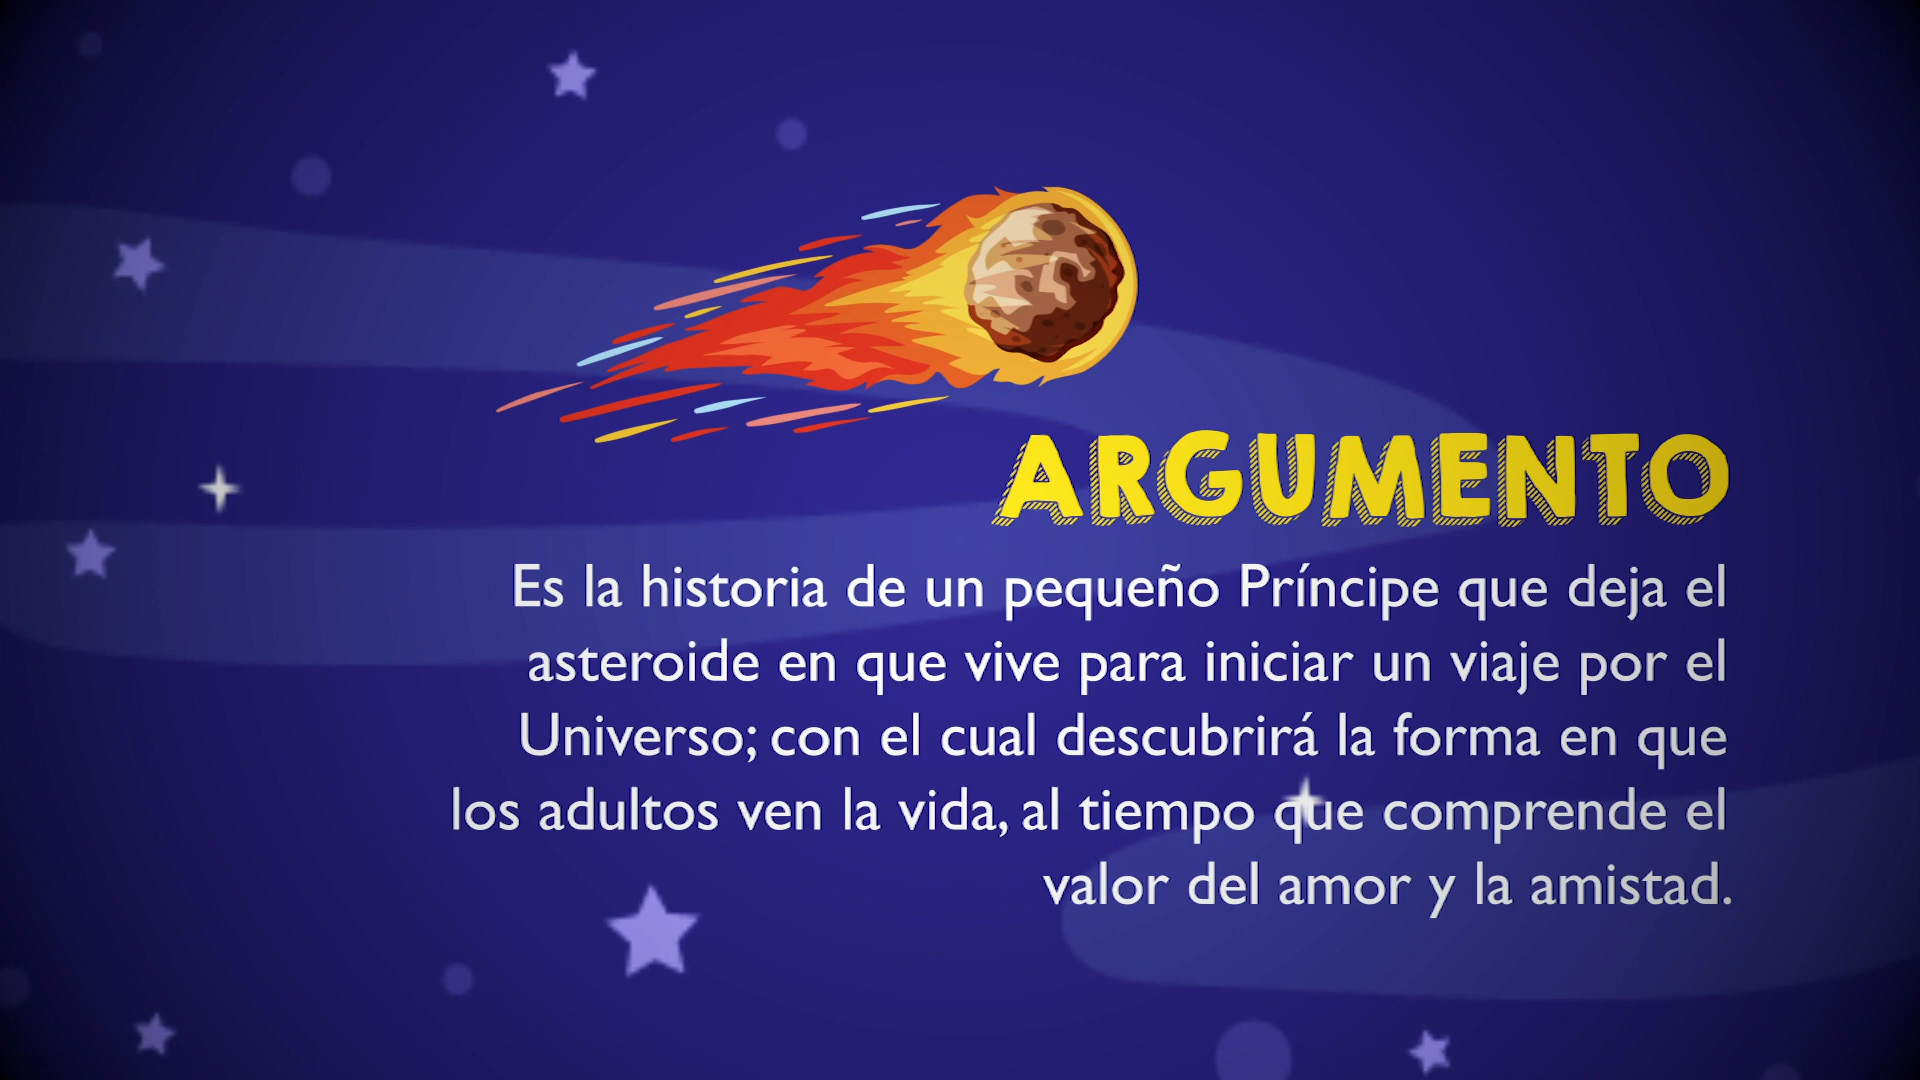 ARGUMENTO
Es la historia de un pequeño Príncipe que deja el
asteroide en que vive para iniciar un viaje por el
Universo; con el cual descubrirá la forma en que
los adultos ven la vida, al tiempo que comprende el
valor del amor y la amistad.